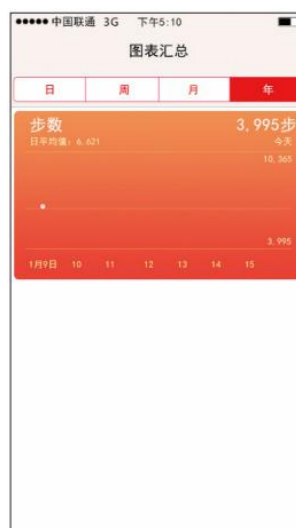 中国联通 3G 下午5:10
图表汇总
日 周 月 年
步数 3,995步
日平均值：6,621 今天
10,365
3,995
1月9日 10 11 12 13 14 15